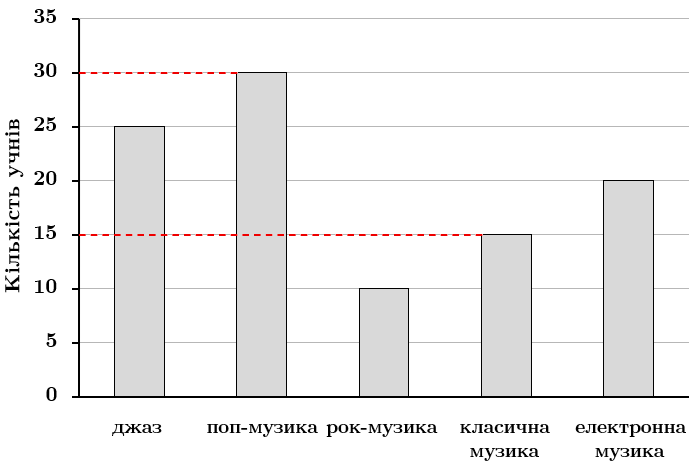 35
30
25
20
15
10
5
0
Кількість учнів
джаз
поп-музика
рок-музика
класична
музика
електронна
музика